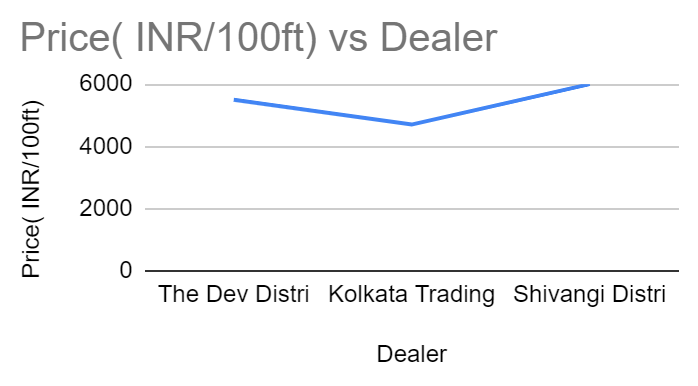 Price( INR/100ft) vs Dealer
Price( INR/100ft)
6000
4000
2000
0
The Dev Distri Kolkata Trading Shivangi Distri
Dealer